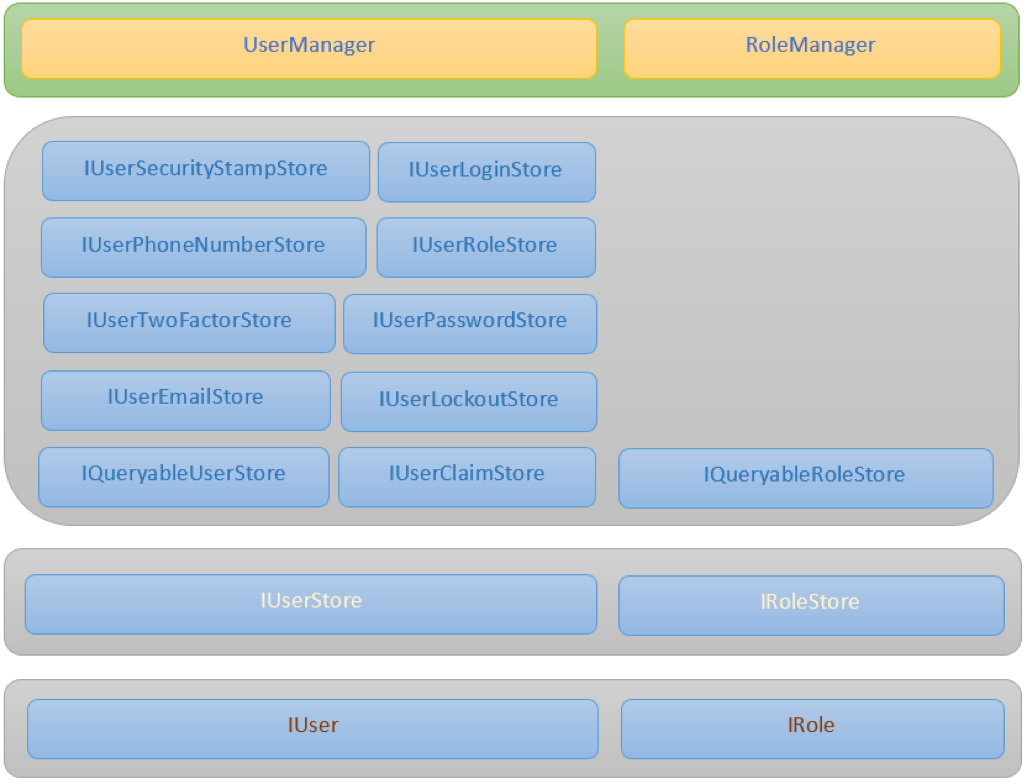 UserManager
RoleManager
IUserSecurityStampStore
IUserLoginStore
IUserPhoneNumberStore
IUserRoleStore
IUserTwoFactorStore
IUserPasswordStore
IUserEmailStore
IUserLockoutStore
IQueryableUserStore
IUserClaimStore
IQueryableRoleStore
IUserStore
IRoleStore
IUser
IRole